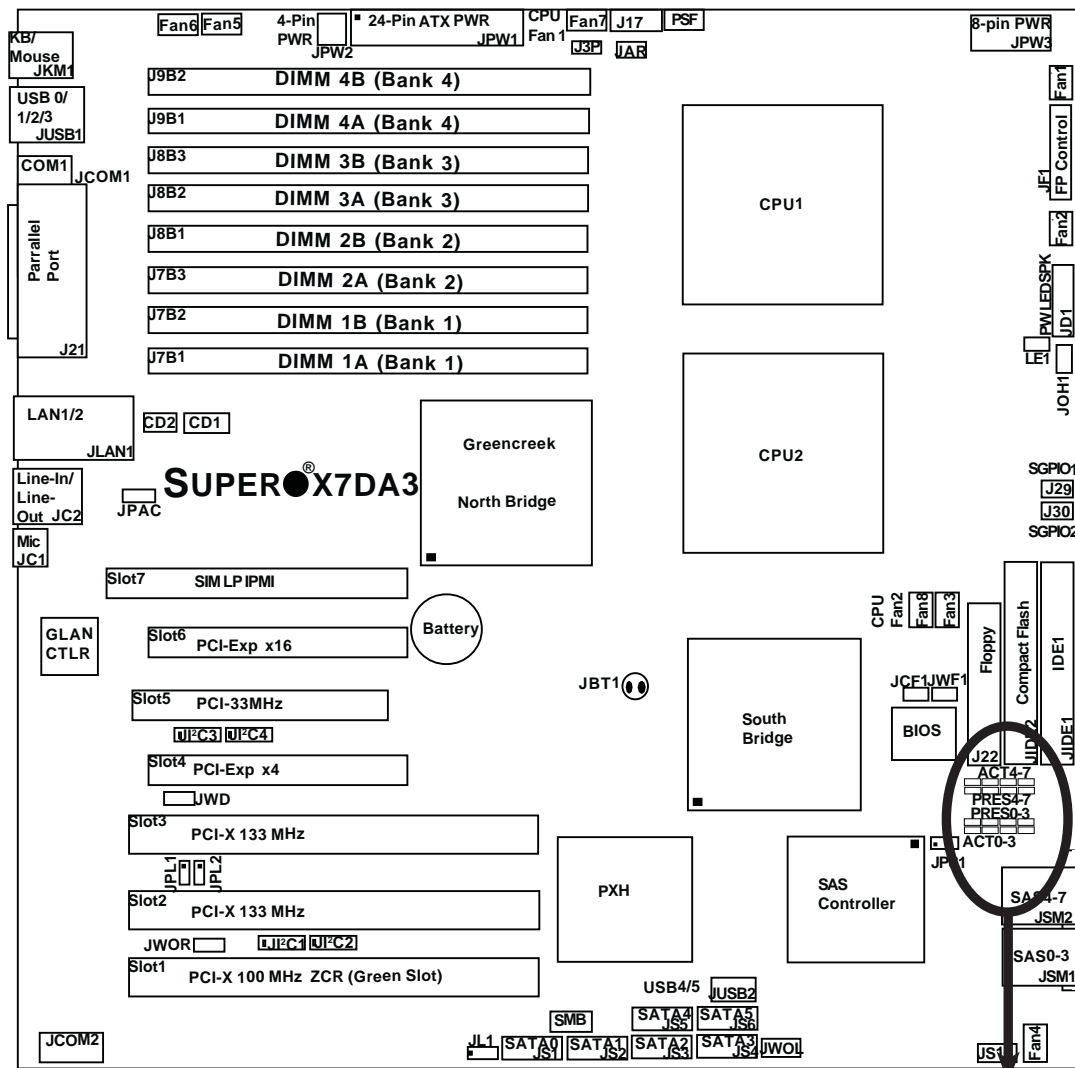 Fan6
Fan5
4-Pin
PWR
JPW2
24-Pin ATX PWR
JPW1
CPU
Fan 1
Fan7
J17
PSF
J3P
JAR
8-pin PWR
JPW3
KB/
Mouse
JKM1
USB 0/
1/2/3
JUSB1
COM1
JCOM1
Parrallel
Port
J21
J9B2 DIMM 4B (Bank 4)
J9B1 DIMM 4A (Bank 4)
J8B3 DIMM 3B (Bank 3)
J8B2 DIMM 3A (Bank 3)
J8B1 DIMM 2B (Bank 2)
J7B3 DIMM 2A (Bank 2)
J7B2 DIMM 1B (Bank 1)
J7B1 DIMM 1A (Bank 1)
CPU1
Fan1
FP Control
JF1
Fan2
PWLEDSPK
JD1
LE1
JOH1
LAN1/2
JLAN1
CD2
CD1
Greencreek
North Bridge
CPU2
SUPER®X7DA3
Line-In/
Line-
Out JC2
JPAC
Mic
JC1
SGPIO1
J29
J30
SGPIO2
Slot7 SIMLP IPMI
GLAN
CTLR
Slot6 PCI-Exp x16
Battery
CPU
Fan2
Fan8
Fan3
Floppy
J22
Compact Flash
JIDE2
IDE1
JIDE1
Slot5 PCI-33MHz
JBT1
JCF1
JWF1
BIOS
South
Bridge
JI²C3
JI²C4
Slot4 PCI-Exp x4
JWD
ACT4-7
PRES4-7
PRES0-3
ACT0-3
Slot3 PCI-X 133 MHz
JPL1
JPL2
PXH
SAS
Controller
SAS4-7
JSM2
Slot2 PCI-X 133 MHz
JWOR
JI²C1
JI²C2
SAS0-3
JSM1
Slot1 PCI-X 100 MHz ZCR (Green Slot)
USB4/5
JUSB2
JCOM2
SMB
SATA4
JS5
SATA5
JS6
JL1
SATA0
JS1
SATA1
JS2
SATA2
JS3
SATA3
JS4
JWOL
Fan4